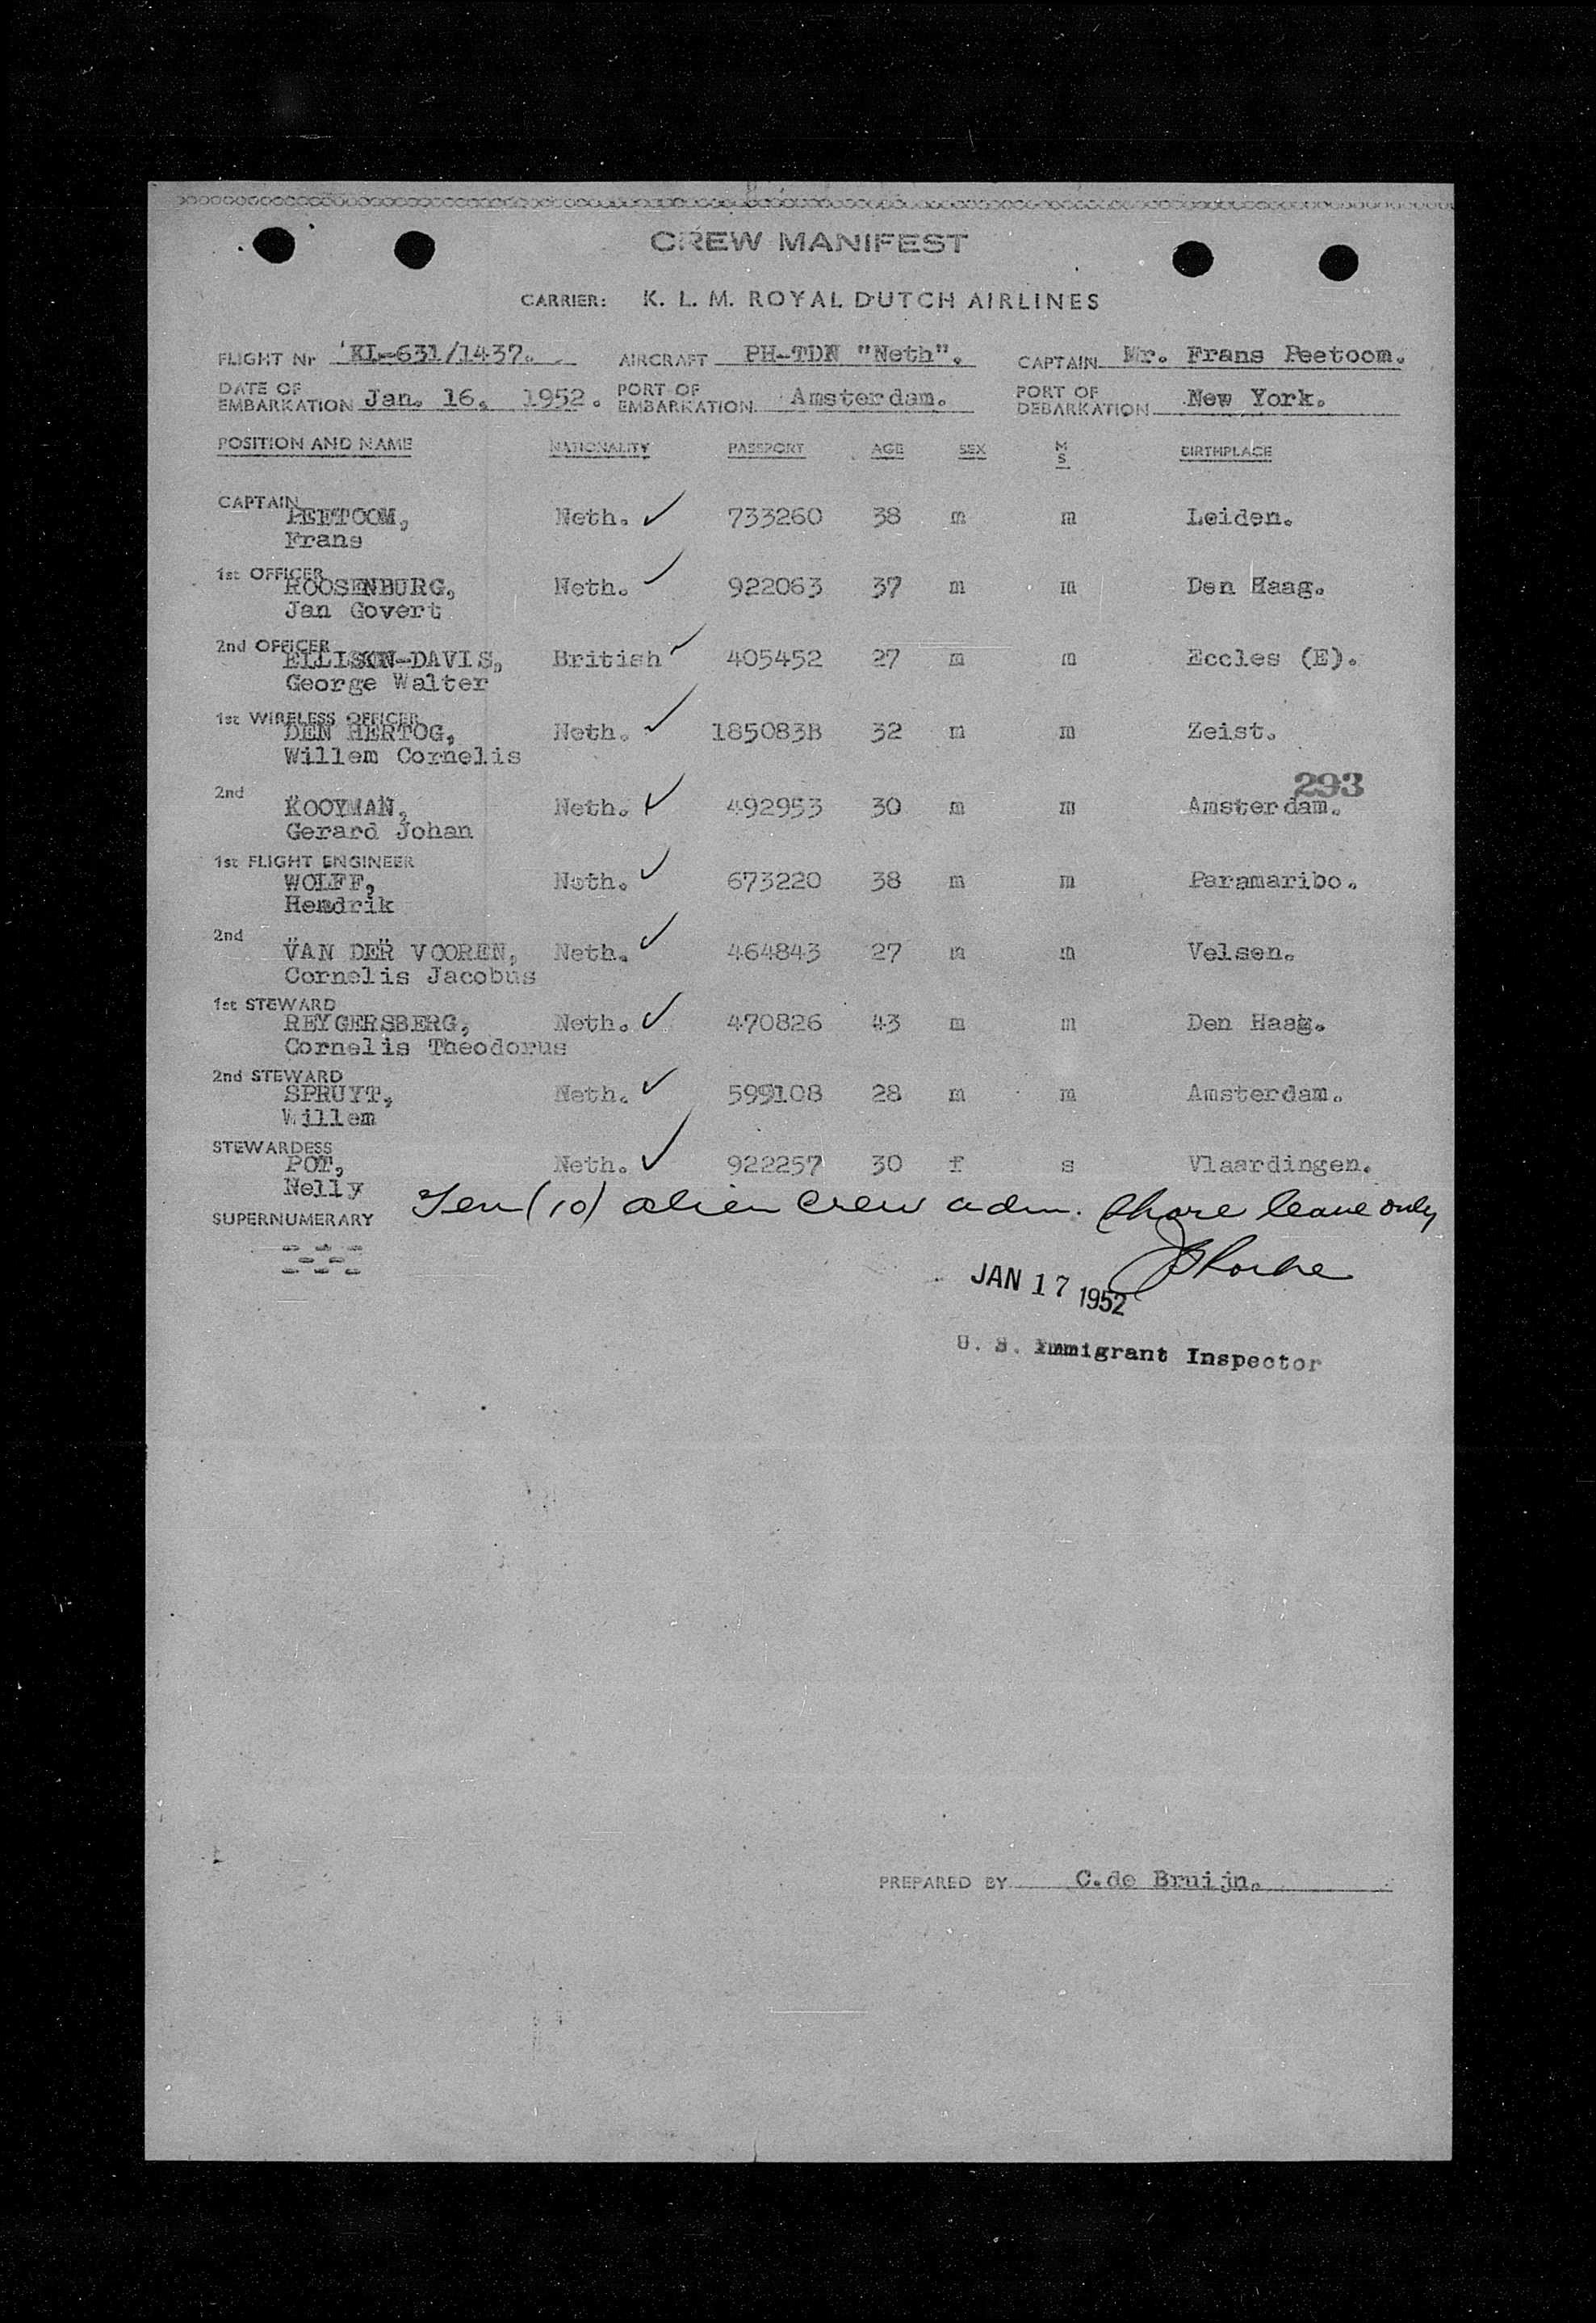 CREW MANIFEST
CARRIER: K. L. M. ROYAL DUTCH AIRLINES
FLIGHT Nr KL-631/1437. AIRCRAFT PH-TDN "Neth". CAPTAIN Mr. Frans Peetoom.
DATE OF EMBARKATION Jan. 16. 1952. PORT OF EMBARKATION Amsterdam. PORT OF DEBARKATION New York.
POSITION AND NAME NATIONALITY PASSPORT AGE SEX M S BIRTHPLACE
CAPTAIN
PEETOOM, Neth. ✓ 733260 38 m m Leiden.
Frans
1st OFFICER
ROOSENBURG, Neth. ✓ 922063 37 m m Den Haag.
Jan Govert
2nd OFFICER
ELLISON-DAVIS, British ✓ 405452 27 m m Eccles (E).
George Walter
1st WIRELESS OFFICER
DEN HERTOG, Neth. ✓ 185083B 32 m m Zeist.
Willem Cornelis
293
2nd "
KOOYMAN, Neth. ✓ 492953 30 m m Amsterdam.
Gerard Johan
1st FLIGHT ENGINEER
WOLFF, Neth. ✓ 673220 38 m m Paramaribo.
Hendrik
2nd " "
VAN DER VOOREN, Neth. ✓ 464843 27 m m Velsen.
Cornelis Jacobus
1st STEWARD
REYGERSBERG, Neth. ✓ 470826 43 m m Den Haag.
Cornelis Theodorus
2nd STEWARD
SPRUYT, Neth. ✓ 599108 28 m m Amsterdam.
Willem
STEWARDESS
POT, Neth. ✓ 922257 30 f s Vlaardingen.
Nelly
Ten (10) alien crew adm. shore leave only
SUPERNUMERARY
JAN 17 1952
U. S. Immigrant Inspector
PREPARED BY C.de Bruijn.